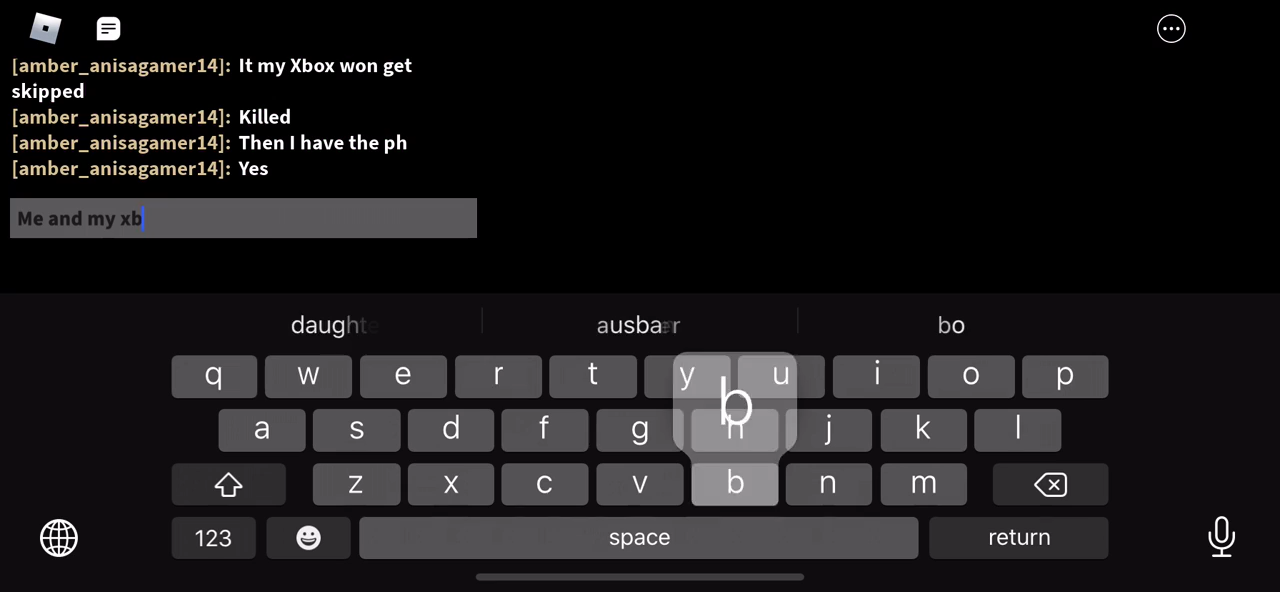 [amber_anisagamer14]: It my Xbox won get
skipped
[amber_anisagamer14]: Killed
[amber_anisagamer14]: Then I have the ph
[amber_anisagamer14]: Yes
Me and my xb
bo
q w e r t y u i o p
b
a s d f g h j k l
z x c v b n m
123 space return